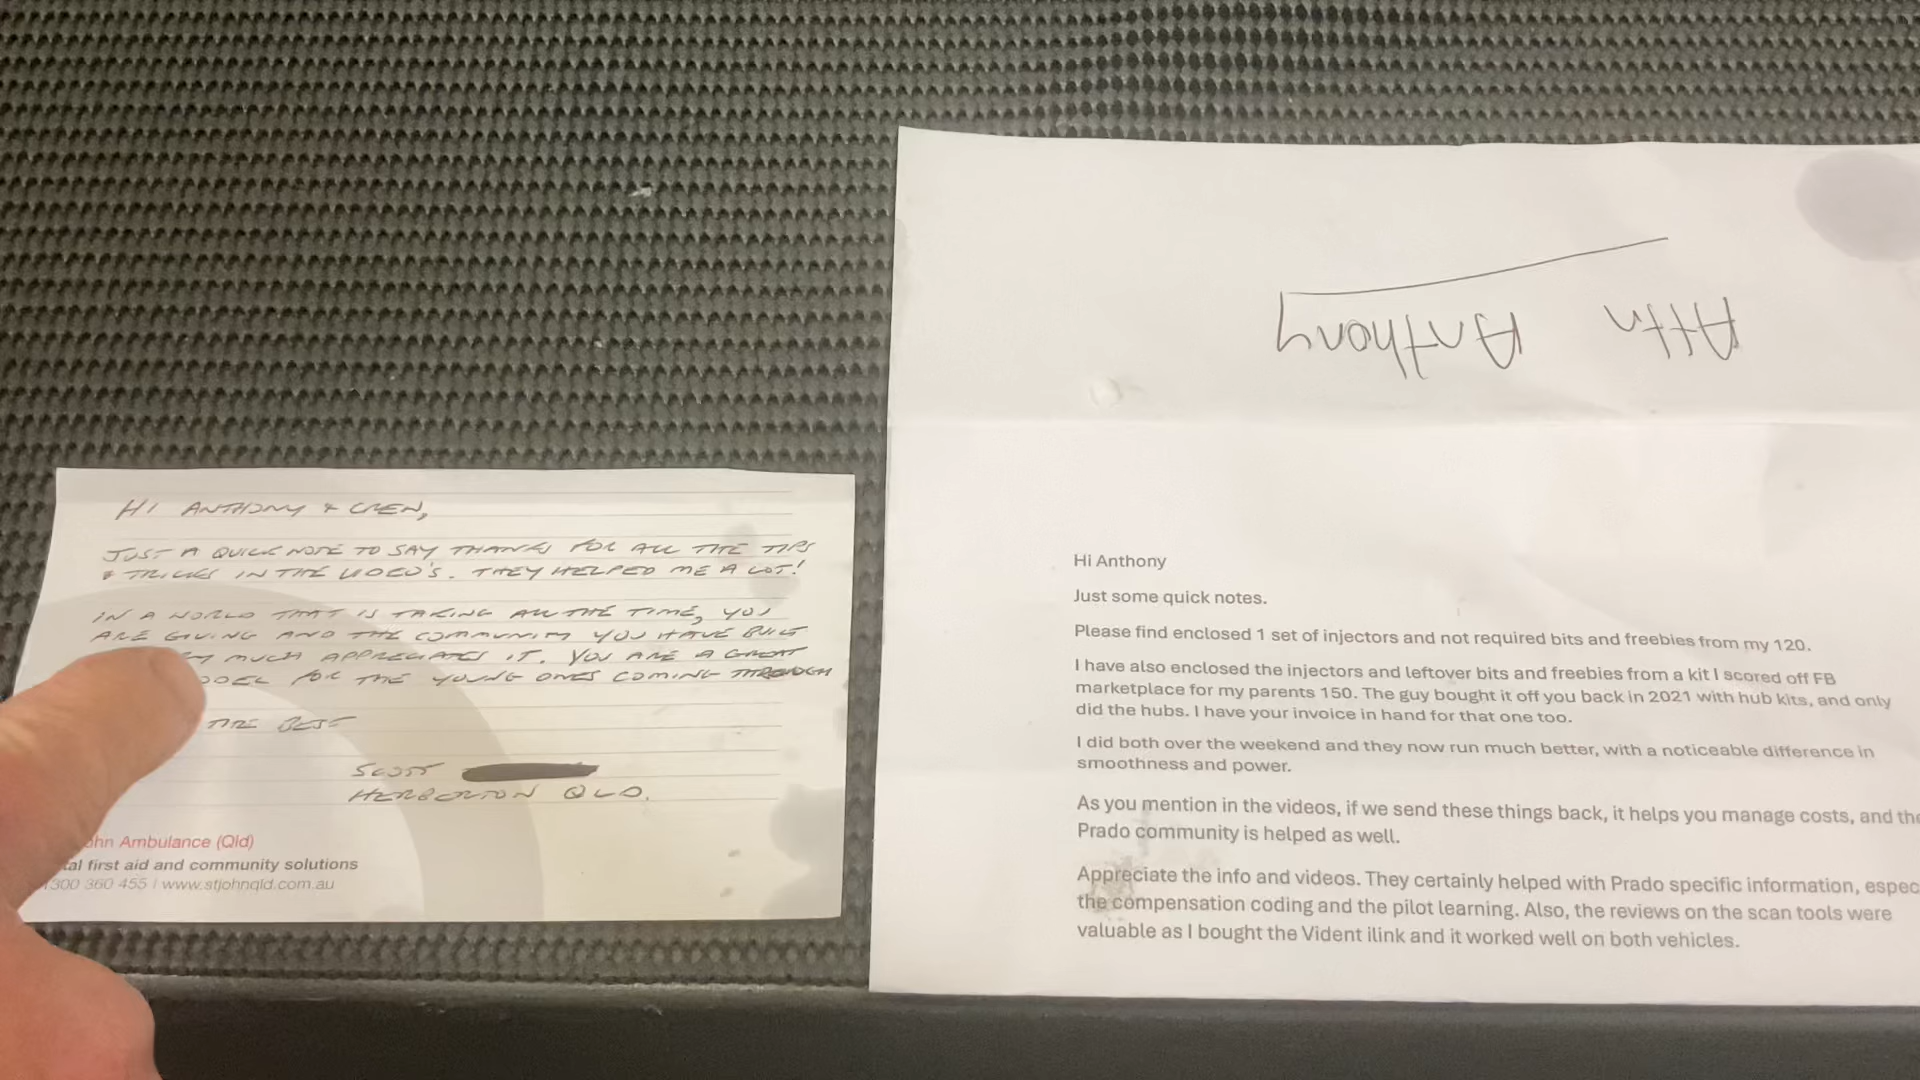 HI ANTHONY & CREW,
JUST A QUICK NOTE TO SAY THANKS FOR ALL THE TIPS
& TRICKS IN THE VIDEO'S. THEY HELPED ME A LOT!
IN A WORLD THAT IS TAKING ALL THE TIME, YOU
ARE GIVING AND THE COMMUNITY YOU HAVE BUILT
MUCH APPRECIATES IT. YOU ARE A GREAT
FOR THE YOUNG ONES COMING THROUGH
THE BEST
SCOTT
HERBERTON QLD.
ohn Ambulance (Qld)
al first aid and community solutions
300 360 455 | www.stjohnqld.com.au
Attn Anthony
Hi Anthony
Just some quick notes.
Please find enclosed 1 set of injectors and not required bits and freebies from my 120.
I have also enclosed the injectors and leftover bits and freebies from a kit I scored off FB
marketplace for my parents 150. The guy bought it off you back in 2021 with hub kits, and only
did the hubs. I have your invoice in hand for that one too.
I did both over the weekend and they now run much better, with a noticeable difference in
smoothness and power.
As you mention in the videos, if we send these things back, it helps you manage costs, and the
Prado community is helped as well.
Appreciate the info and videos. They certainly helped with Prado specific information, espec
the compensation coding and the pilot learning. Also, the reviews on the scan tools were
valuable as I bought the Vident ilink and it worked well on both vehicles.